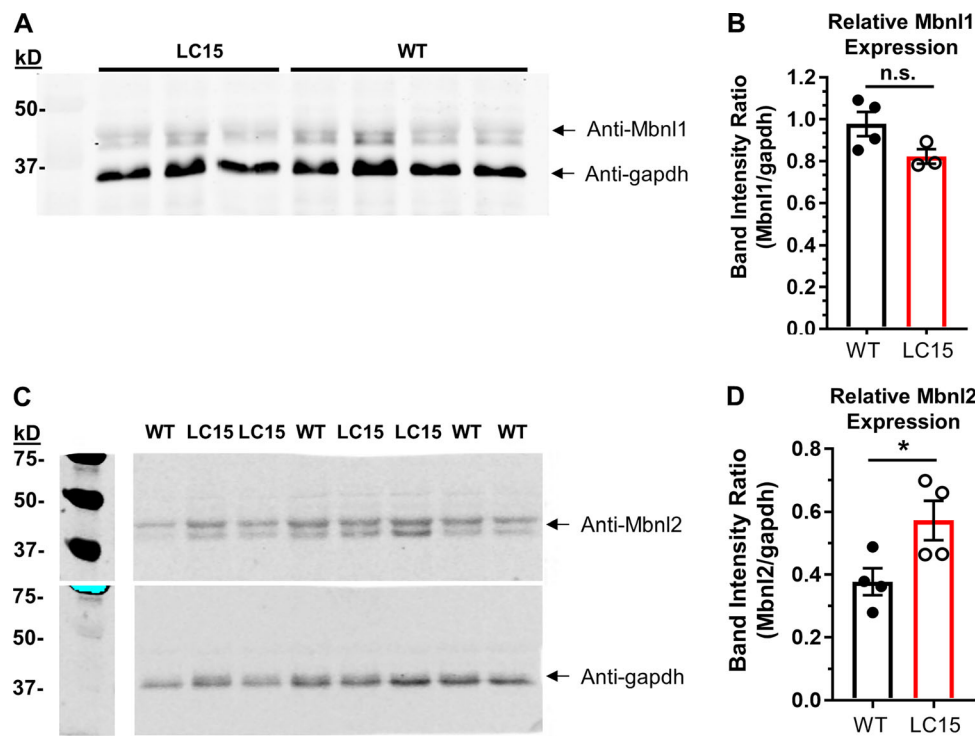 A
kD
LC15
WT
50-
37-
Anti-Mbnl1
Anti-gapdh
B
Relative Mbnl1
Expression
Band Intensity Ratio
(Mbnl1/gapdh)
1.2
1.0
0.8
0.6
0.4
0.2
0.0
n.s.
WT LC15
C
kD
WT LC15 LC15 WT LC15 LC15 WT WT
75-
50-
37-
Anti-Mbnl2
75-
50-
37-
Anti-gapdh
D
Relative Mbnl2
Expression
Band Intensity Ratio
(Mbnl2/gapdh)
0.8
0.6
0.4
0.2
0.0
*
WT LC15